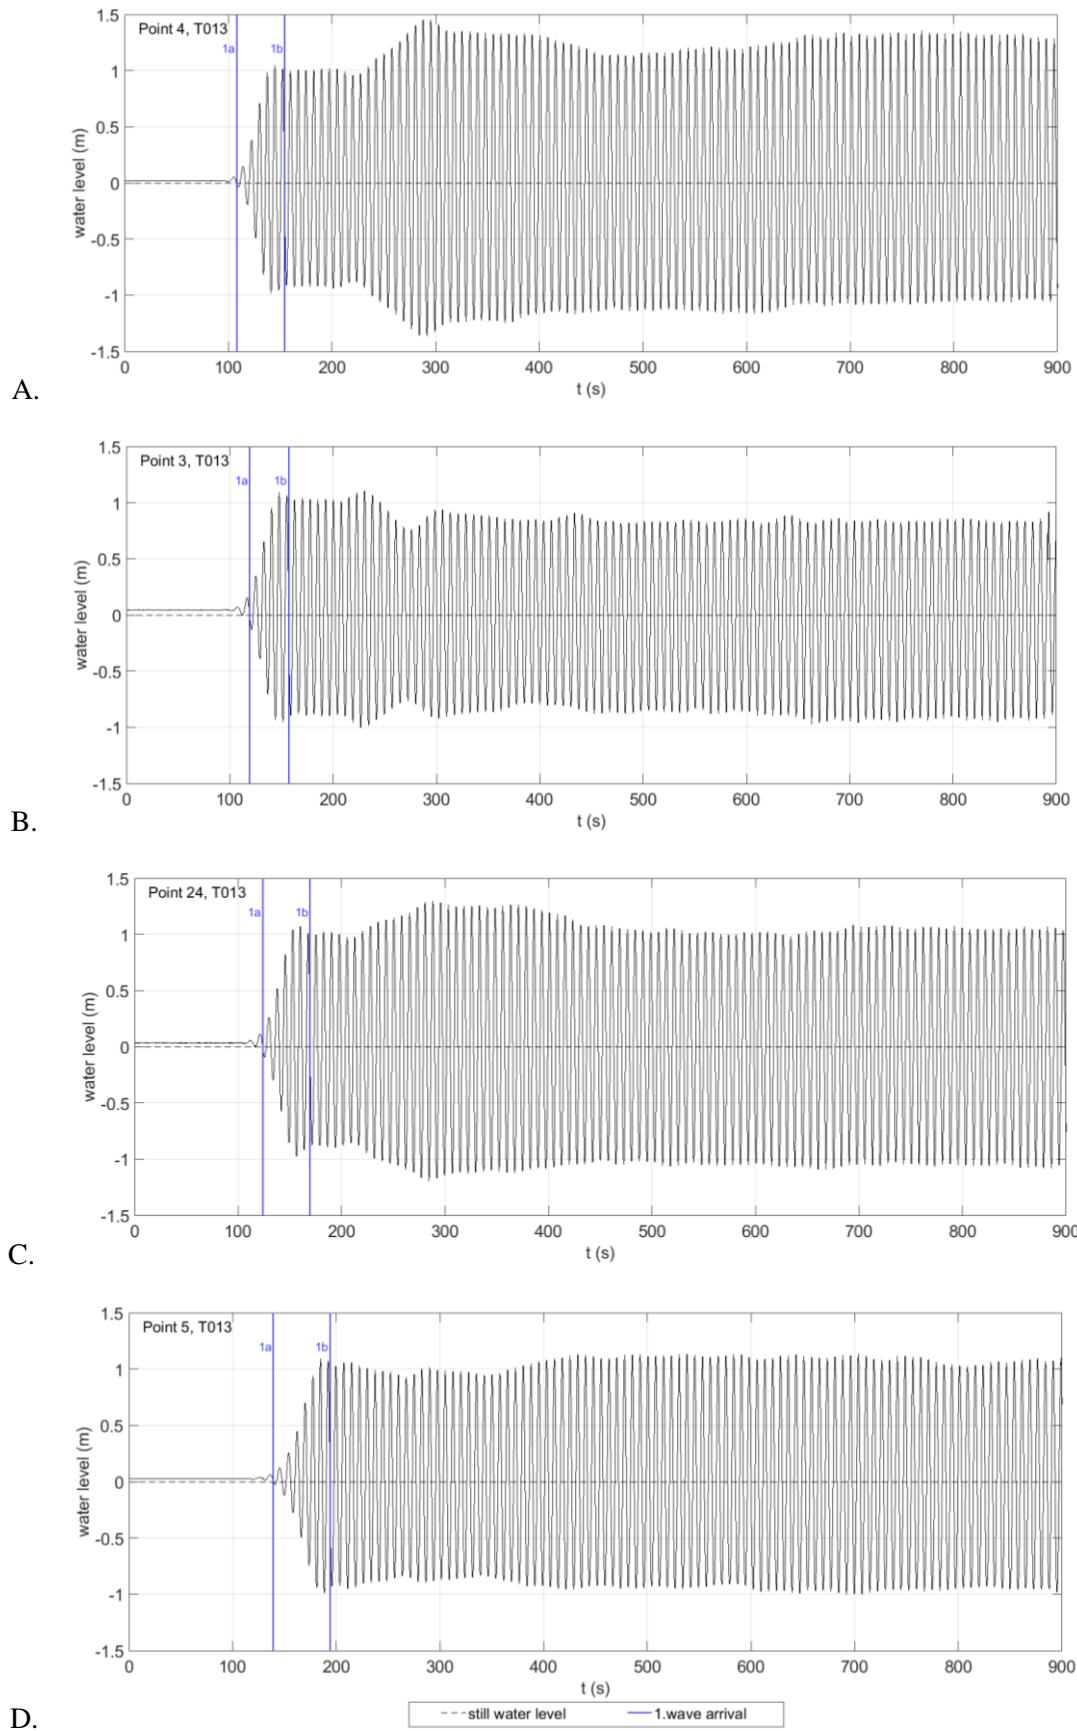 Point 4, T013
1a
1b
1.5
1
0.5
0
-0.5
-1
-1.5
water level (m)
0 100 200 300 400 500 600 700 800 900
t (s)
A.
Point 3, T013
1a
1b
1.5
1
0.5
0
-0.5
-1
-1.5
water level (m)
0 100 200 300 400 500 600 700 800 900
t (s)
B.
Point 24, T013
1a
1b
1.5
1
0.5
0
-0.5
-1
-1.5
water level (m)
0 100 200 300 400 500 600 700 800 900
t (s)
C.
Point 5, T013
1a
1b
1.5
1
0.5
0
-0.5
-1
-1.5
water level (m)
0 100 200 300 400 500 600 700 800 900
t (s)
D.
still water level 1.wave arrival